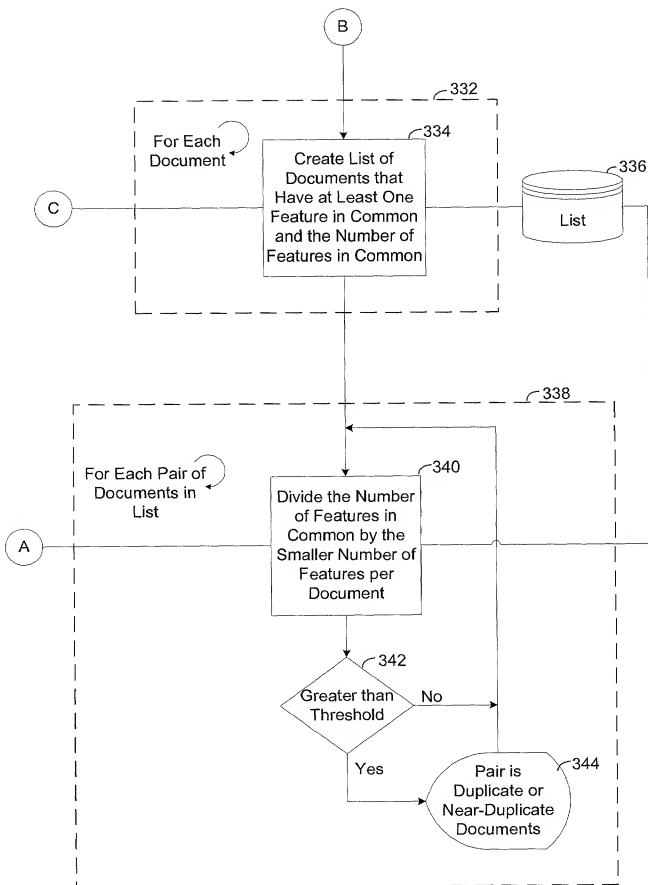 B
332
334
For Each
Document
Create List of
Documents that
Have at Least One
Feature in Common
and the Number of
Features in Common
C
336
List
338
For Each Pair of
Documents in
List
340
Divide the Number
of Features in
Common by the
Smaller Number of
Features per
Document
A
342
Greater than
Threshold
No
Yes
344
Pair is
Duplicate or
Near-Duplicate
Documents